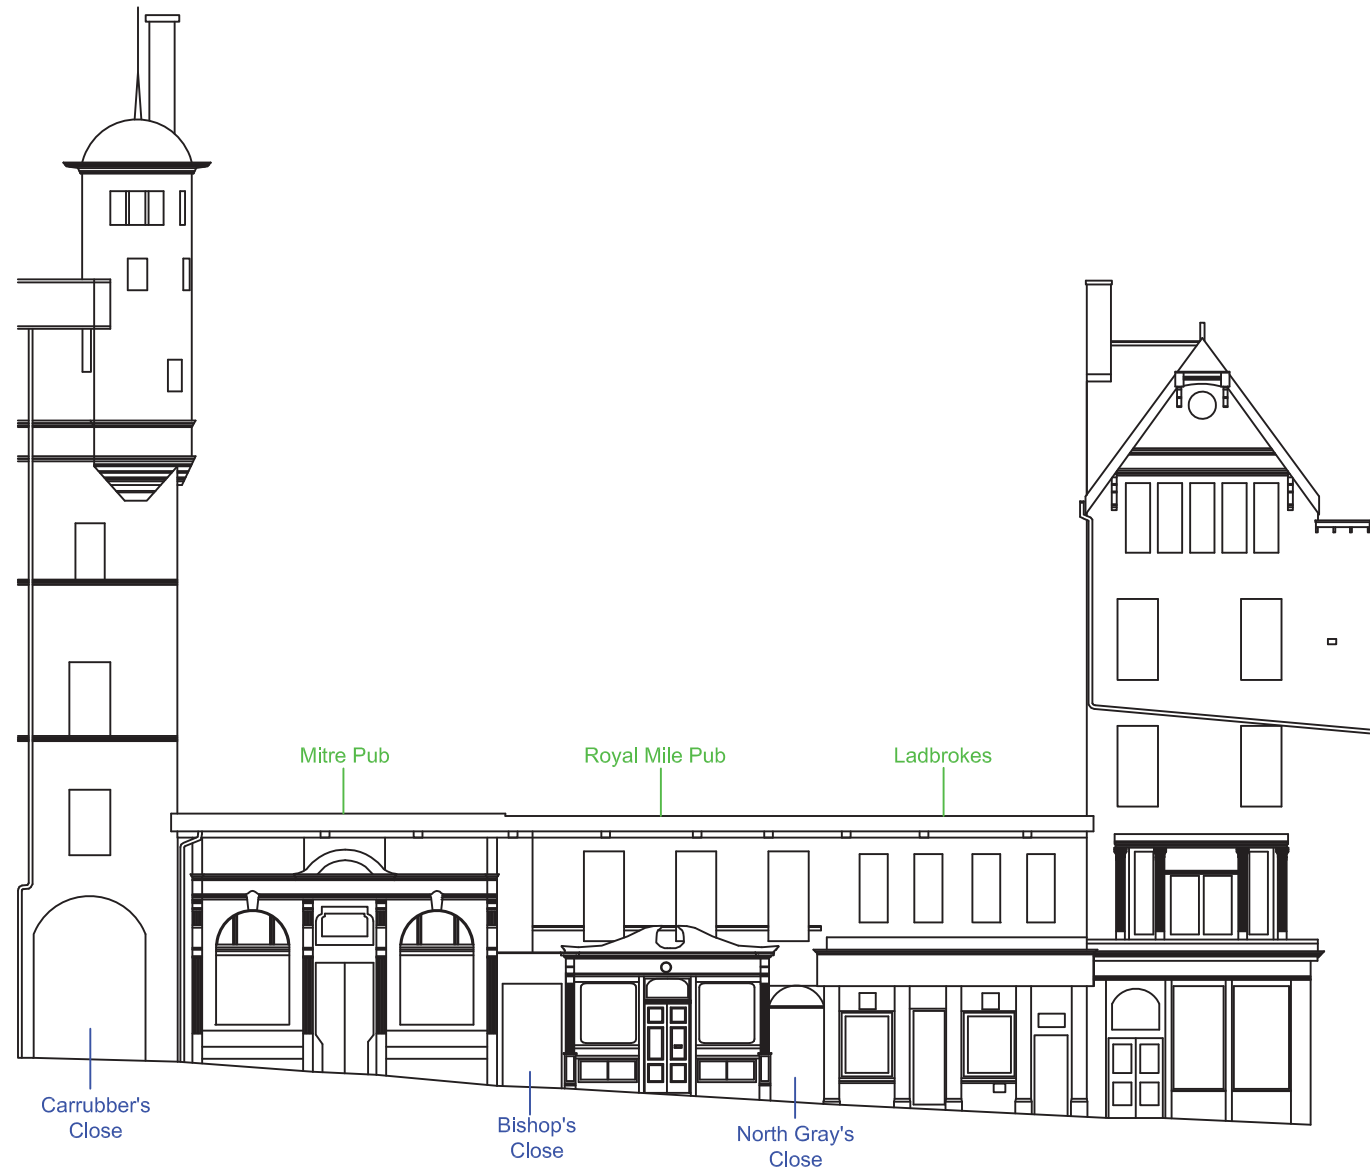 Mitre Pub
Royal Mile Pub
Ladbrokes
Carrubber's
Close
Bishop's
Close
North Gray's
Close